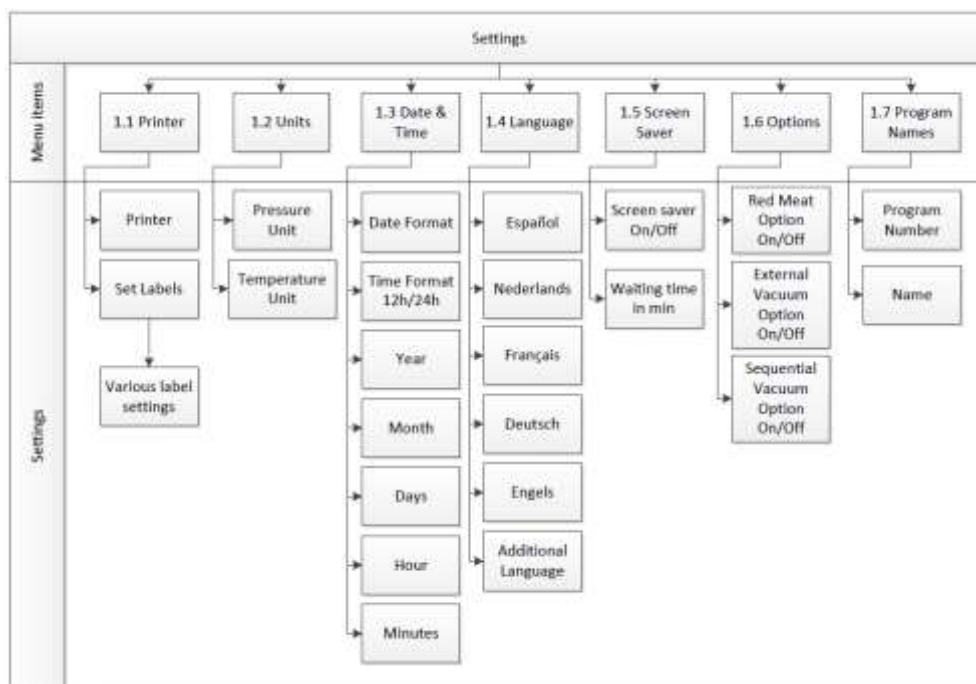 Settings
Menu items
1.1 Printer
1.2 Units
1.3 Date &
Time
1.4 Language
1.5 Screen
Saver
1.6 Options
1.7 Program
Names
Settings
Printer
Set Labels
Various label
settings
Pressure
Unit
Temperature
Unit
Date Format
Time Format
12h/24h
Year
Month
Days
Hour
Minutes
Español
Nederlands
Français
Deutsch
Engels
Additional
Language
Screen saver
On/Off
Waiting time
in min
Red Meat
Option
On/Off
External
Vacuum
Option
On/Off
Sequential
Vacuum
Option
On/Off
Program
Number
Name